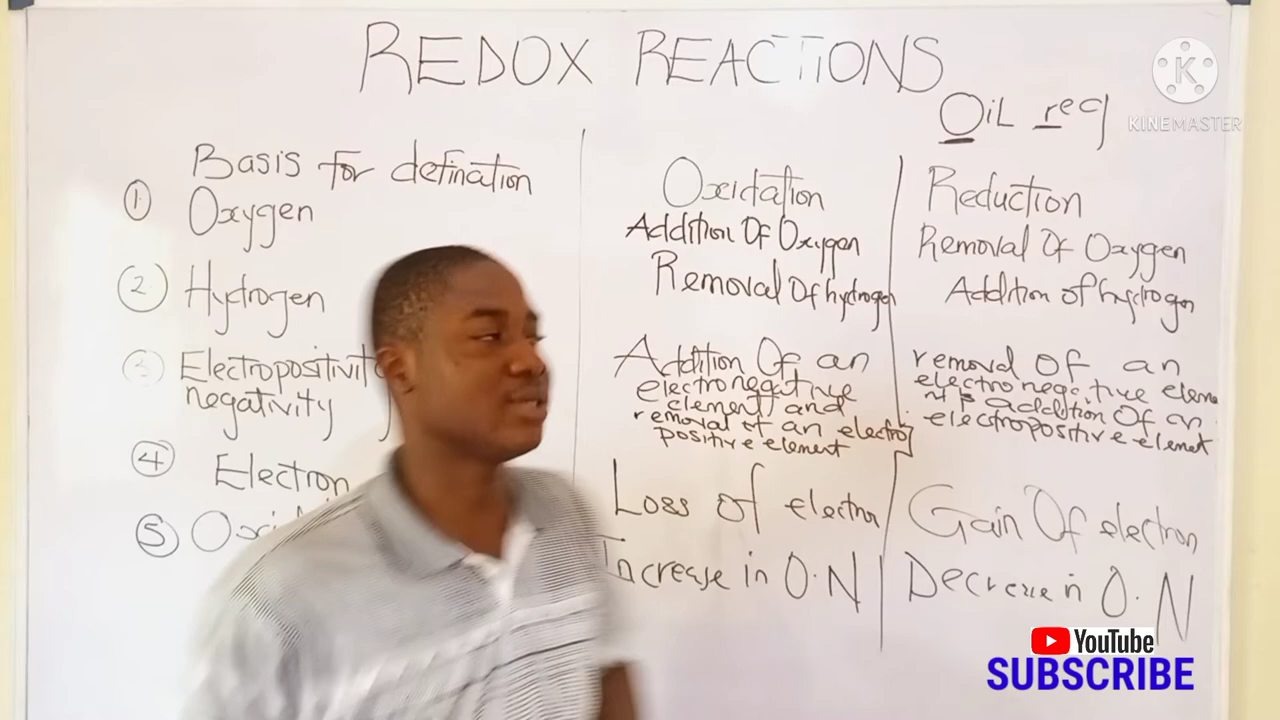 REDOX REACTIONS
OiL reg
KINEMASTER
Basis for defination
Oxidation
Reduction
1. Oxygen
Addition Of Oxygen
Removal Of Oxygen
2. Hydrogen
Removal Of hydrogen
Addition of hydrogen
3 Electropositivit
negativity
Addition Of an
electronegative
element) and
removal of an electro
positive element
removal Of an
electronegative eleme
nt & addition Of an
electropositive elemet
4 Electron
Loss of electron
Gain Of electron
5
Increase in O.N
Decrease in O.N
YouTube
SUBSCRIBE